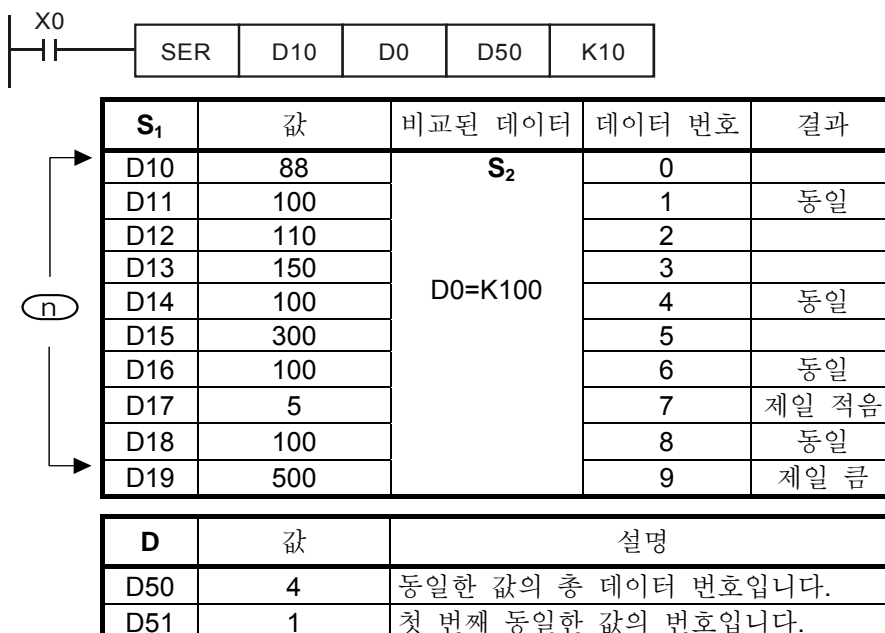 X0
SER D10 D0 D50 K10
S₁ 값 비교된 데이터 데이터 번호 결과
D10 88 S₂ 0
D11 100 1 동일
D12 110 2
D13 150 3
n D14 100 D0=K100 4 동일
D15 300 5
D16 100 6 동일
D17 5 7 제일 적음
D18 100 8 동일
D19 500 9 제일 큼
D 값 설명
D50 4 동일한 값의 총 데이터 번호입니다.
D51 1 첫 번째 동일한 값의 번호입니다.